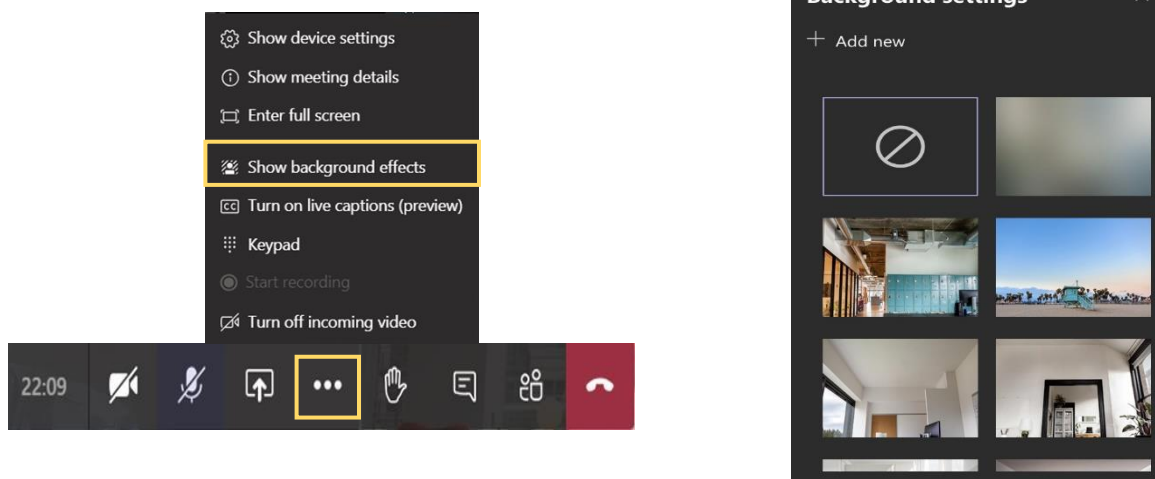 Show device settings
Show meeting details
Enter full screen
Show background effects
CC Turn on live captions (preview)
Keypad
Start recording
Turn off incoming video
22:09
Background settings
+ Add new